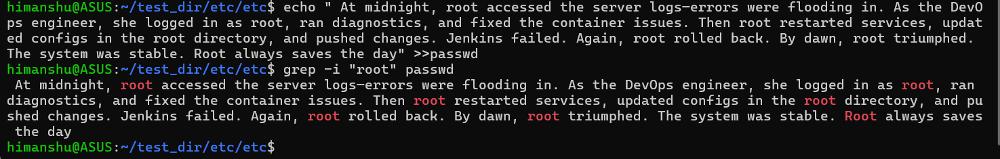 himanshu@ASUS:~/test_dir/etc/etc$ echo " At midnight, root accessed the server logs—errors were flooding in. As the DevO
ps engineer, she logged in as root, ran diagnostics, and fixed the container issues. Then root restarted services, updat
ed configs in the root directory, and pushed changes. Jenkins failed. Again, root rolled back. By dawn, root triumphed.
The system was stable. Root always saves the day" >>passwd
himanshu@ASUS:~/test_dir/etc/etc$ grep -i "root" passwd
 At midnight, root accessed the server logs—errors were flooding in. As the DevOps engineer, she logged in as root, ran
diagnostics, and fixed the container issues. Then root restarted services, updated configs in the root directory, and pu
shed changes. Jenkins failed. Again, root rolled back. By dawn, root triumphed. The system was stable. Root always saves
 the day
himanshu@ASUS:~/test_dir/etc/etc$